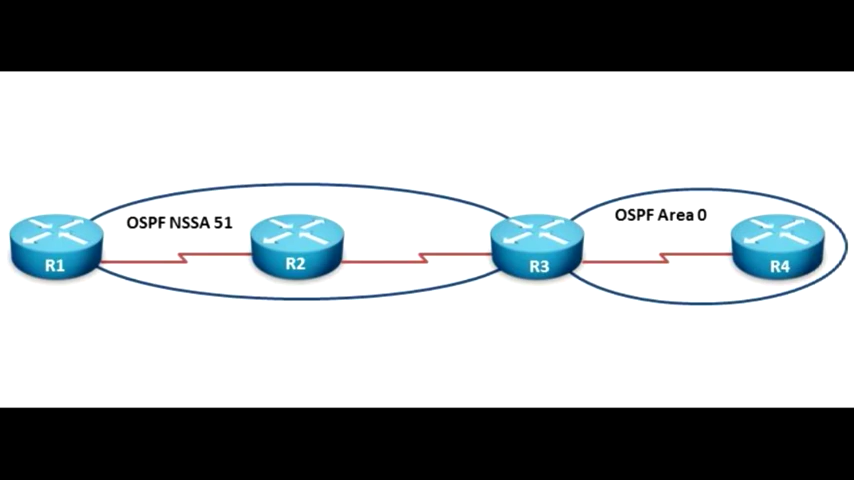 OSPF NSSA 51
OSPF Area 0
R1
R2
R3
R4